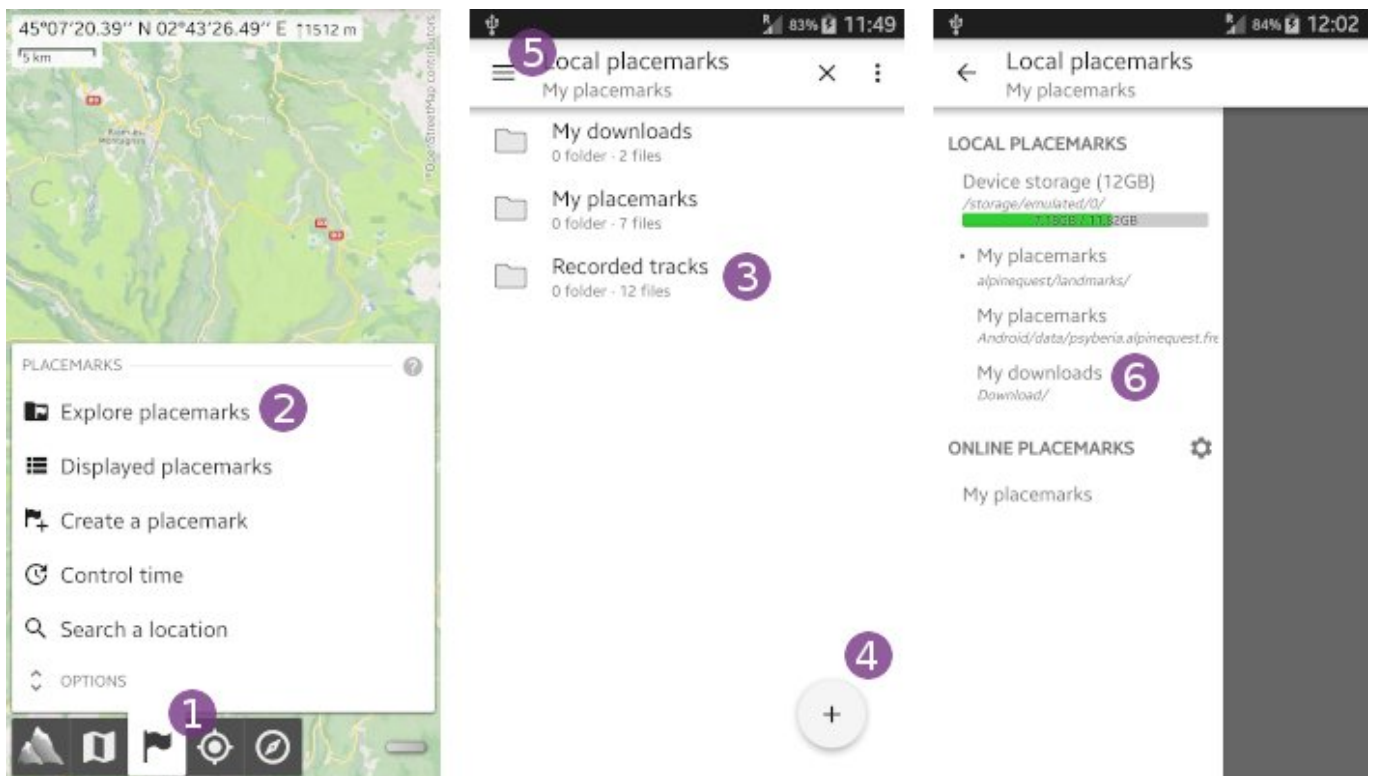 45°07'20.39'' N 02°43'26.49'' E ↑1512 m
5 km
©OpenStreetMap contributors
C
PLACEMARKS
?
Explore placemarks
2
Displayed placemarks
Create a placemark
Control time
Search a location
OPTIONS
1
R 83% 11:49
5
Local placemarks
My placemarks
My downloads
0 folder - 2 files
My placemarks
0 folder - 7 files
Recorded tracks
0 folder - 12 files
3
4
+
R 84% 12:02
Local placemarks
My placemarks
LOCAL PLACEMARKS
Device storage (12GB)
/storage/emulated/0/
• My placemarks
alpinequest/landmarks/
My placemarks
Android/data/psyberia.alpinequest.fre
My downloads
Download/
6
ONLINE PLACEMARKS
My placemarks